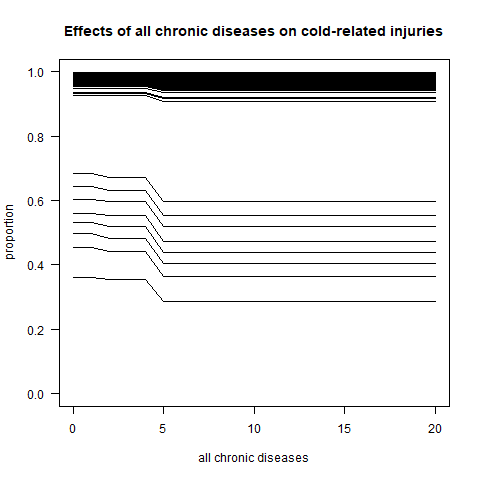 Effects of all chronic diseases on cold-related injuries
1.0
0.8
0.6
0.4
0.2
0.0
proportion
0 5 10 15 20
all chronic diseases